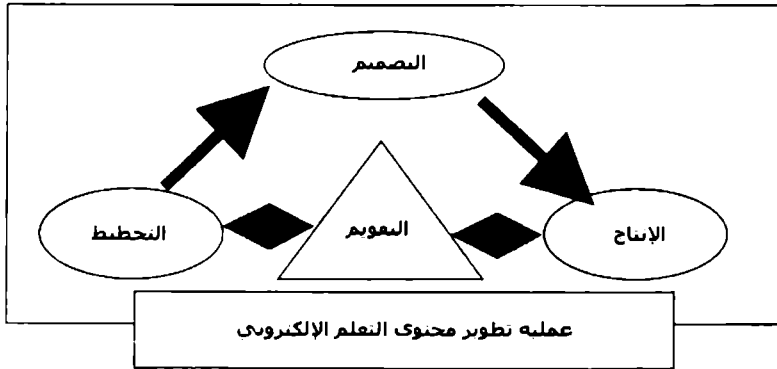 التصميم
التخطيط
التقويم
الإنتاج
عملية تطوير محتوى التعلم الإلكتروني